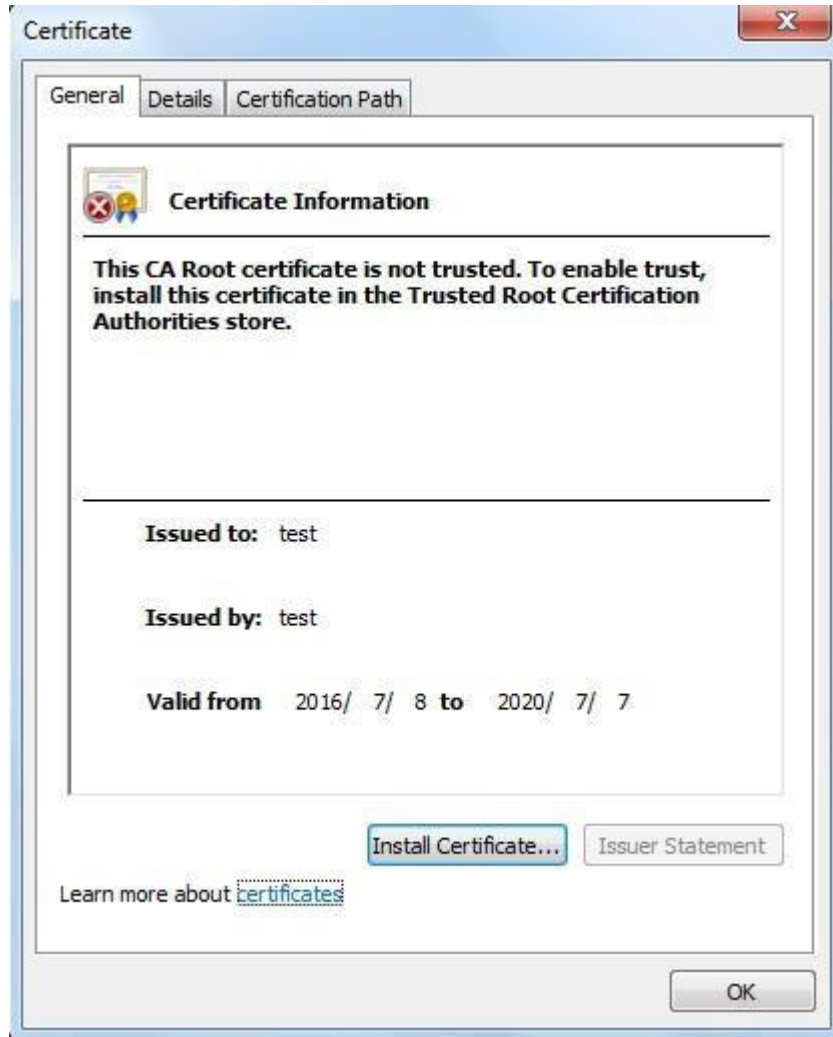 Certificate
General Details Certification Path
Certificate Information
This CA Root certificate is not trusted. To enable trust,
install this certificate in the Trusted Root Certification
Authorities store.
Issued to: test
Issued by: test
Valid from 2016/ 7/ 8 to 2020/ 7/ 7
Install Certificate... Issuer Statement
Learn more about certificates
OK